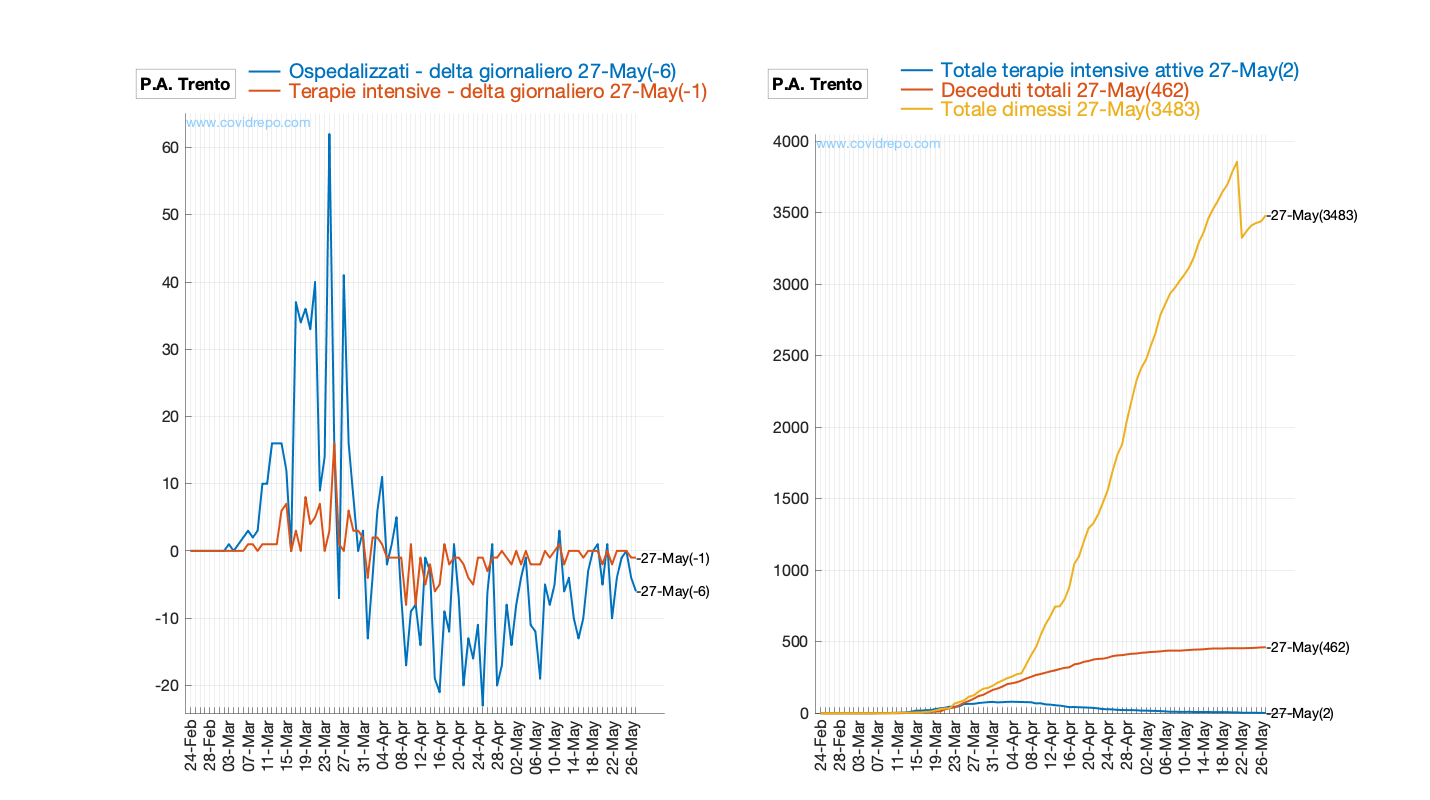 P.A. Trento
Ospedalizzati - delta giornaliero 27-May(-6)
Terapie intensive - delta giornaliero 27-May(-1)
www.covidrepo.com
60
50
40
30
20
10
0
-10
-20
-27-May(-1)
-27-May(-6)
24-Feb
28-Feb
03-Mar
07-Mar
11-Mar
15-Mar
19-Mar
23-Mar
27-Mar
31-Mar
04-Apr
08-Apr
12-Apr
16-Apr
20-Apr
24-Apr
28-Apr
02-May
06-May
10-May
14-May
18-May
22-May
26-May
P.A. Trento
Totale terapie intensive attive 27-May(2)
Deceduti totali 27-May(462)
Totale dimessi 27-May(3483)
www.covidrepo.com
4000
3500
3000
2500
2000
1500
1000
500
0
-27-May(3483)
-27-May(462)
-27-May(2)
24-Feb
28-Feb
03-Mar
07-Mar
11-Mar
15-Mar
19-Mar
23-Mar
27-Mar
31-Mar
04-Apr
08-Apr
12-Apr
16-Apr
20-Apr
24-Apr
28-Apr
02-May
06-May
10-May
14-May
18-May
22-May
26-May